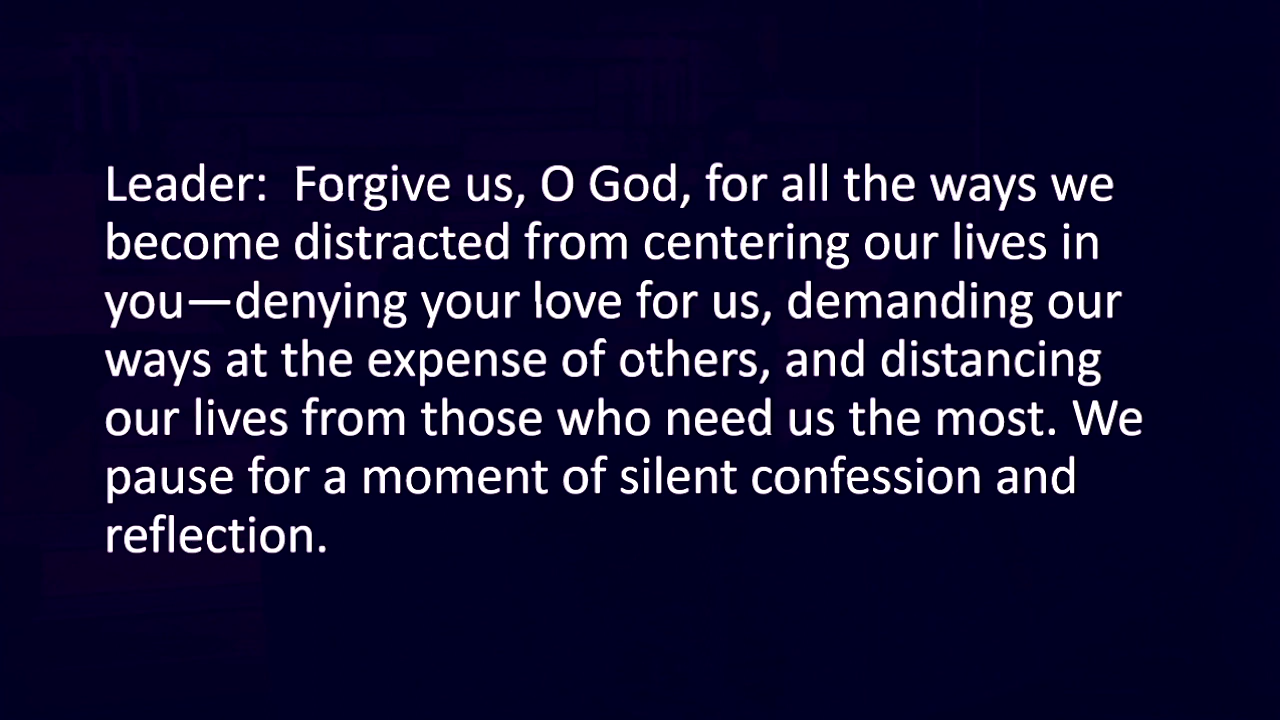 Leader:  Forgive us, O God, for all the ways we
become distracted from centering our lives in
you—denying your love for us, demanding our
ways at the expense of others, and distancing
our lives from those who need us the most. We
pause for a moment of silent confession and
reflection.